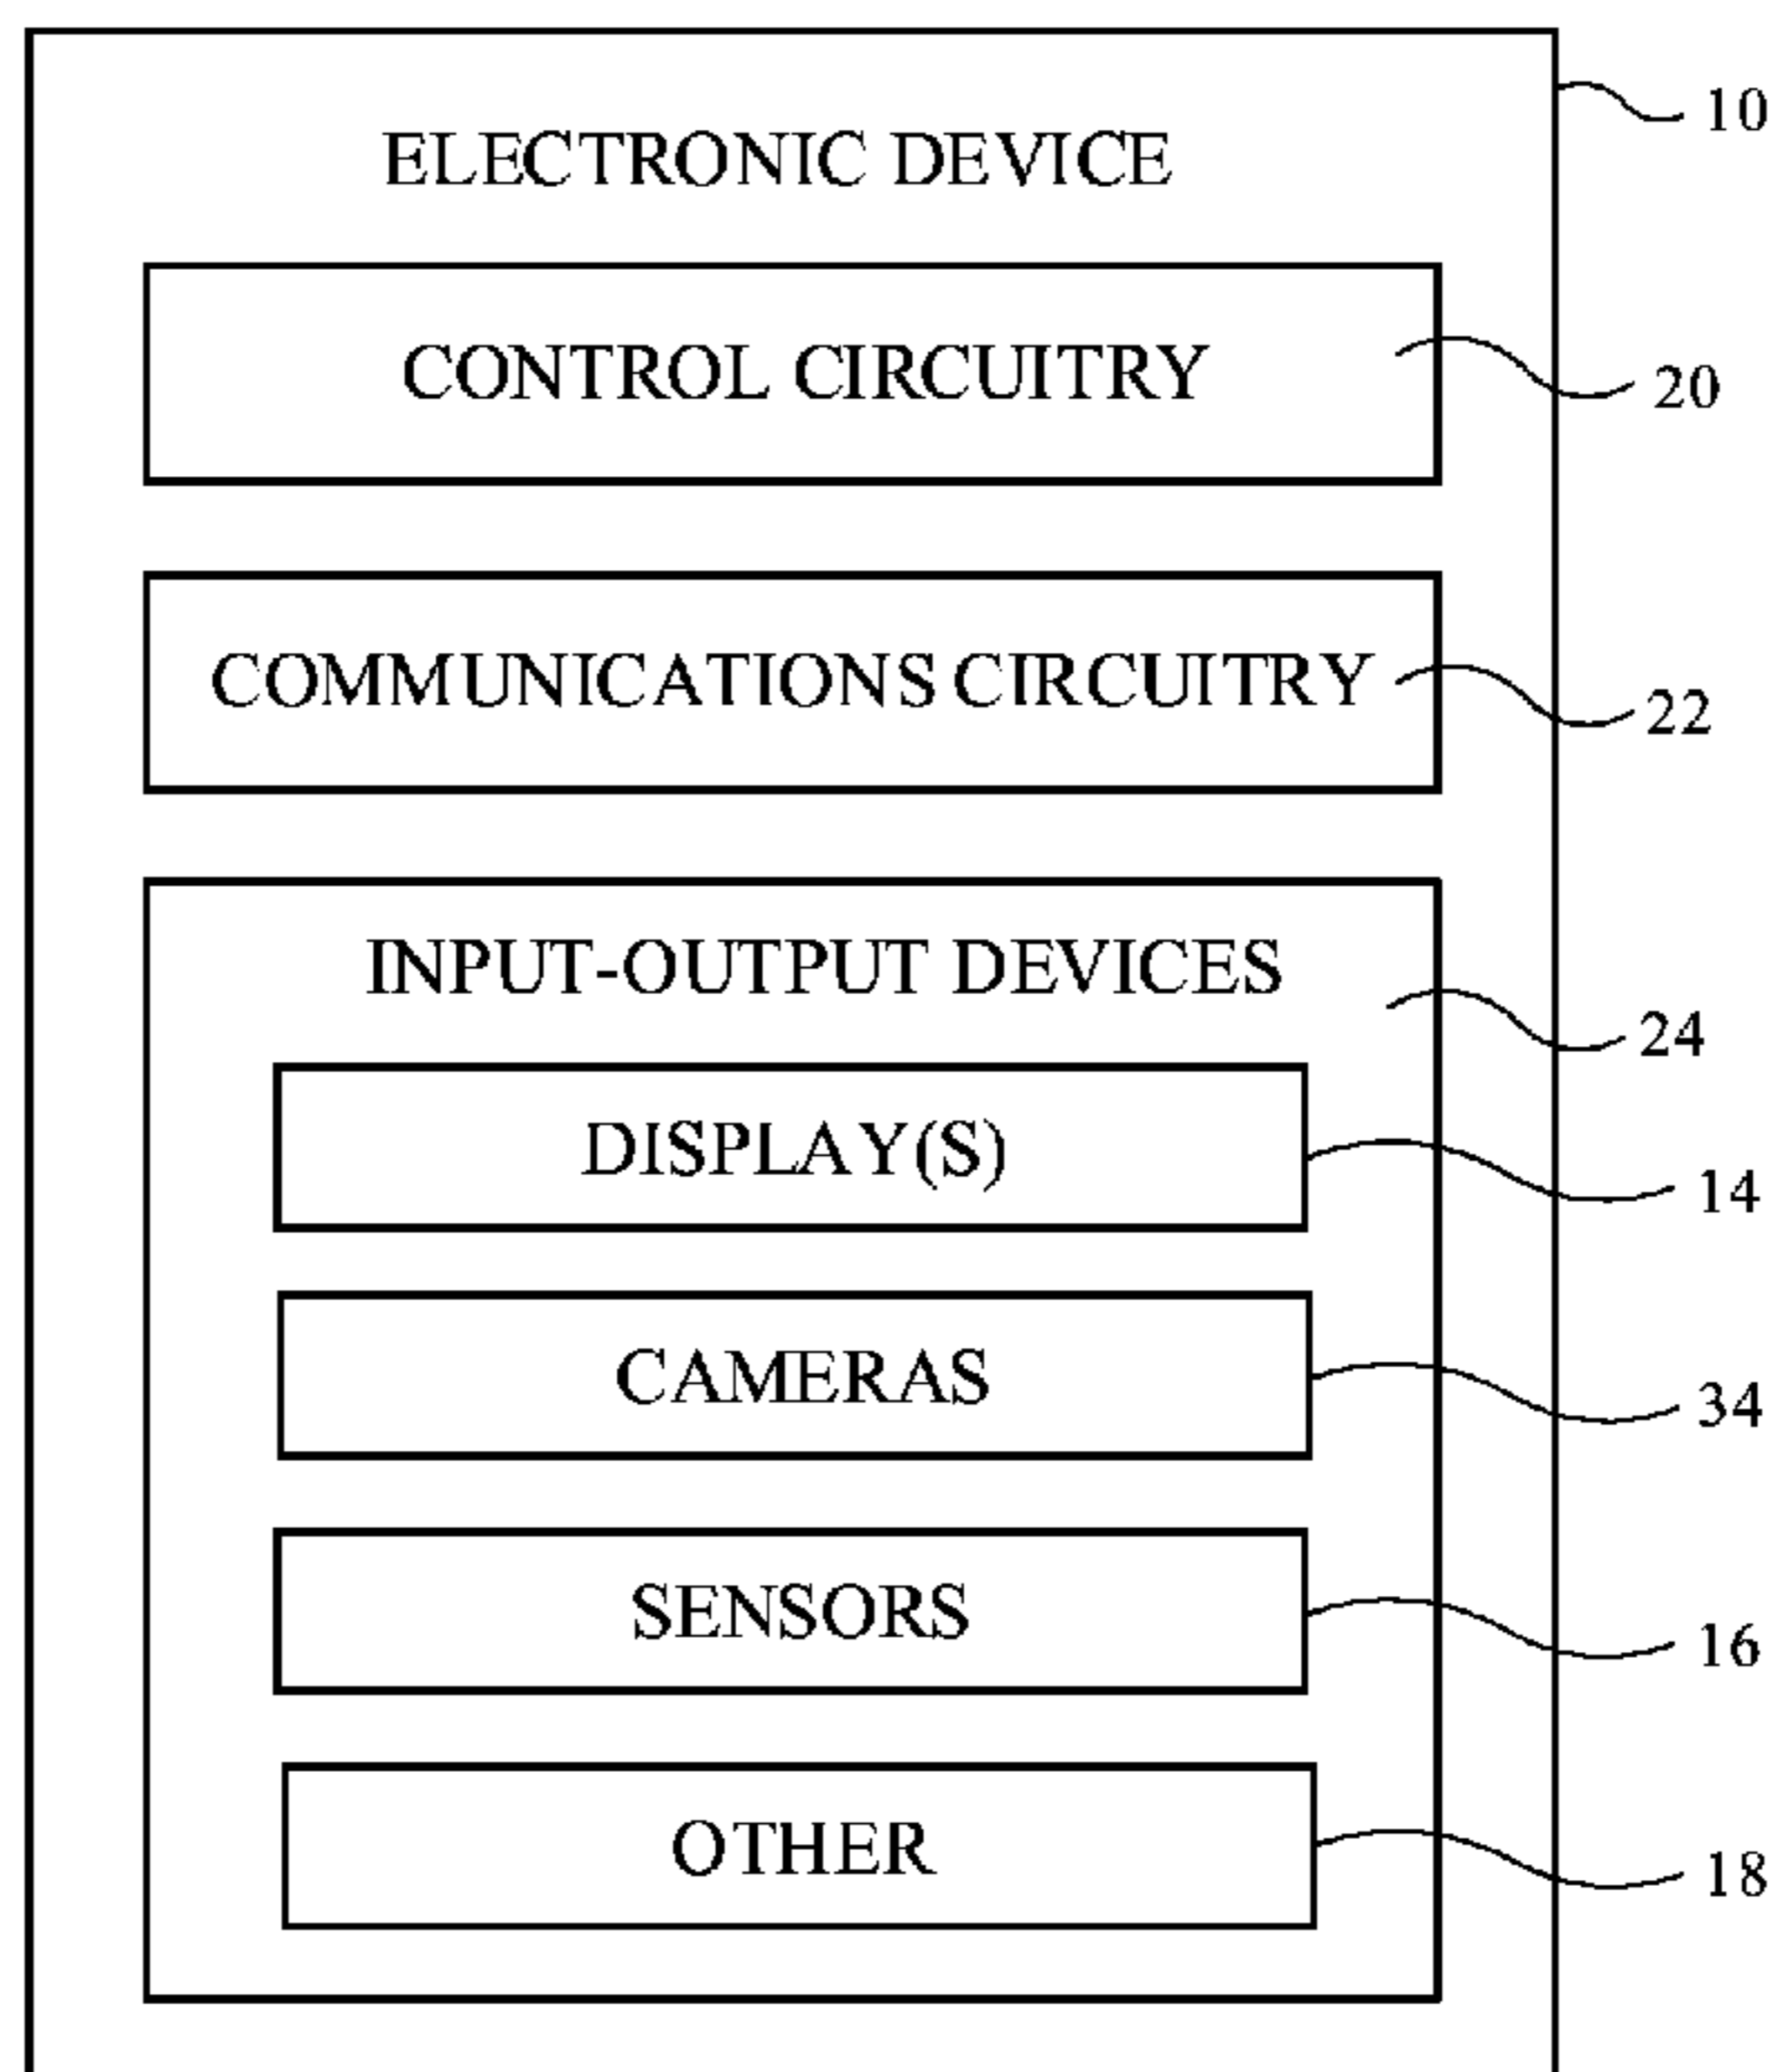 10
ELECTRONIC DEVICE
CONTROL CIRCUITRY
20
COMMUNICATIONS CIRCUITRY
22
INPUT-OUTPUT DEVICES
24
DISPLAY(S)
14
CAMERAS
34
SENSORS
16
OTHER
18